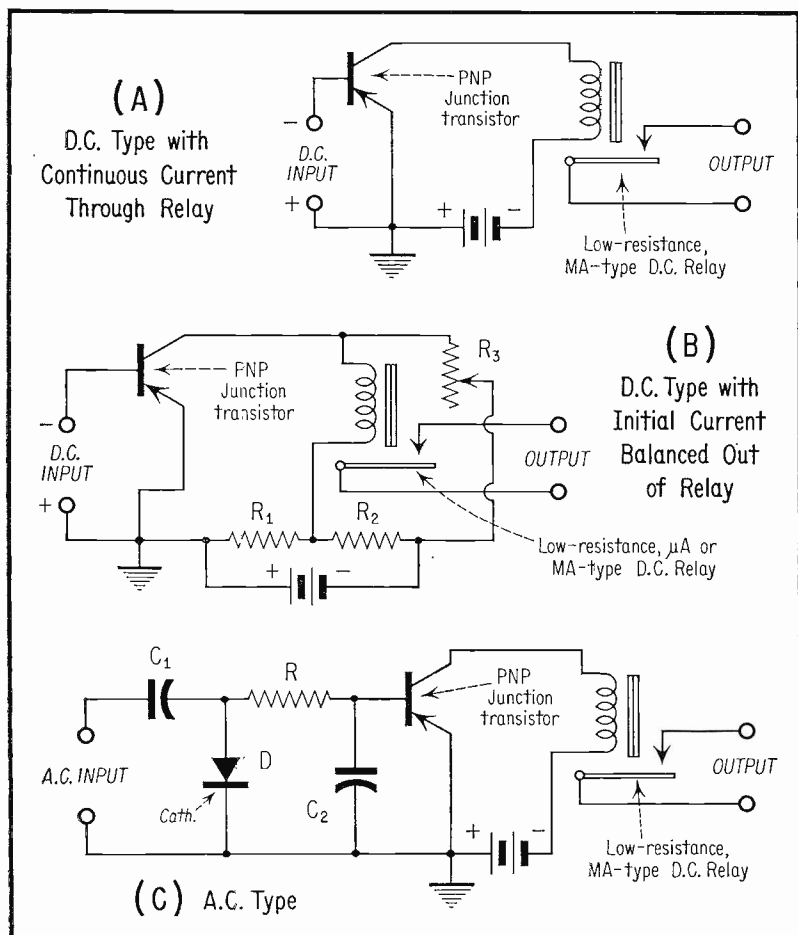 (A)
D.C. Type with
Continuous Current
Through Relay
PNP
Junction
transistor
−
D.C.
INPUT
+
+
−
OUTPUT
Low-resistance,
MA-type D.C. Relay
(B)
D.C. Type with
Initial Current
Balanced Out
of Relay
PNP
Junction
transistor
R3
−
D.C.
INPUT
+
R1
R2
+
−
OUTPUT
Low-resistance, μA or
MA-type D.C. Relay
C1
R
PNP
Junction
transistor
A.C. INPUT
D
Cath.
C2
+
−
OUTPUT
Low-resistance,
MA-type D.C. Relay
(C) A.C. Type